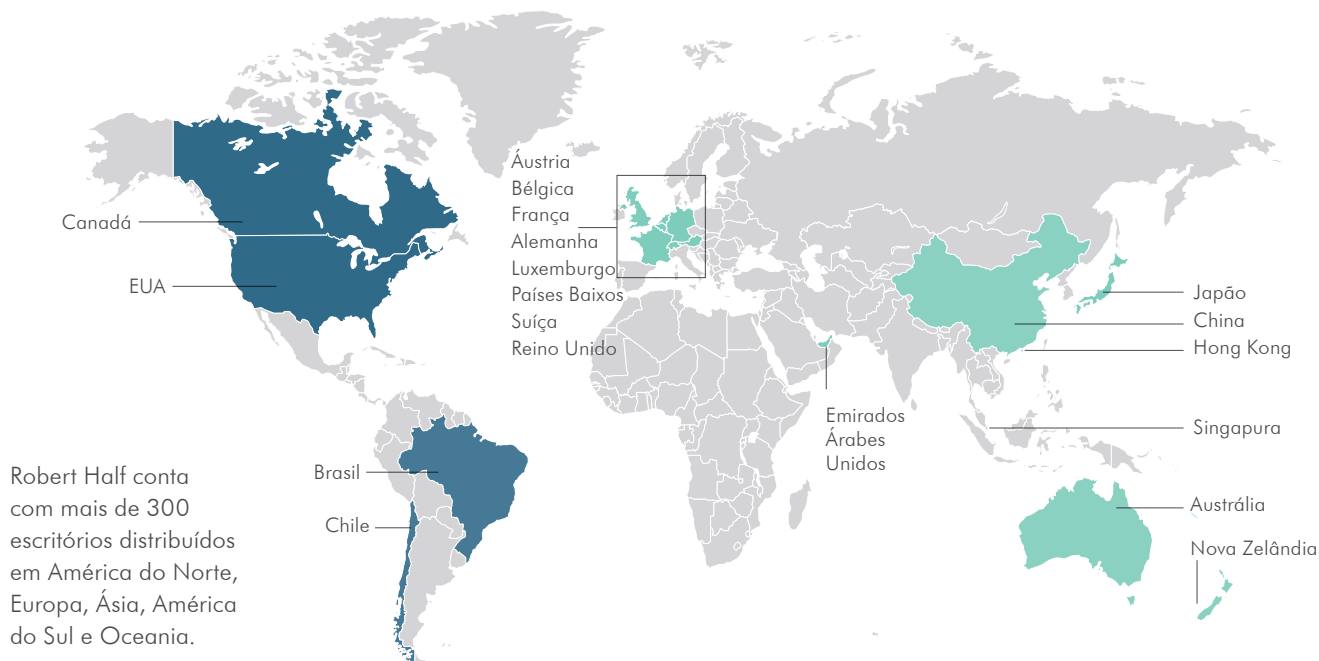 Áustria
Bélgica
França
Alemanha
Luxemburgo
Países Baixos
Suíça
Reino Unido
Canadá
EUA
Japão
China
Hong Kong
Emirados
Árabes
Unidos
Singapura
Brasil
Chile
Austrália
Nova Zelândia
Robert Half conta
com mais de 300
escritórios distribuídos
em América do Norte,
Europa, Ásia, América
do Sul e Oceania.